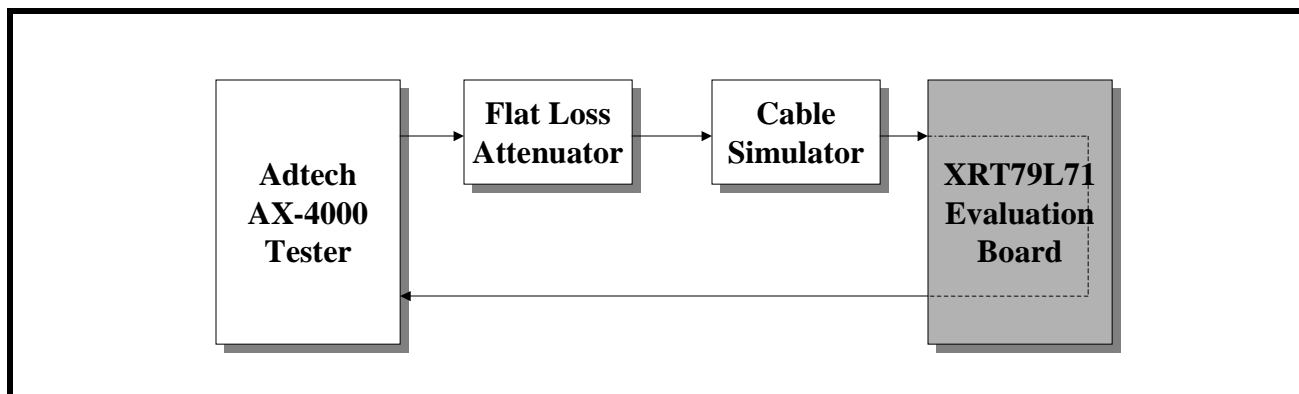 Adtech
AX-4000
Tester
Flat Loss
Attenuator
Cable
Simulator
XRT79L71
Evaluation
Board